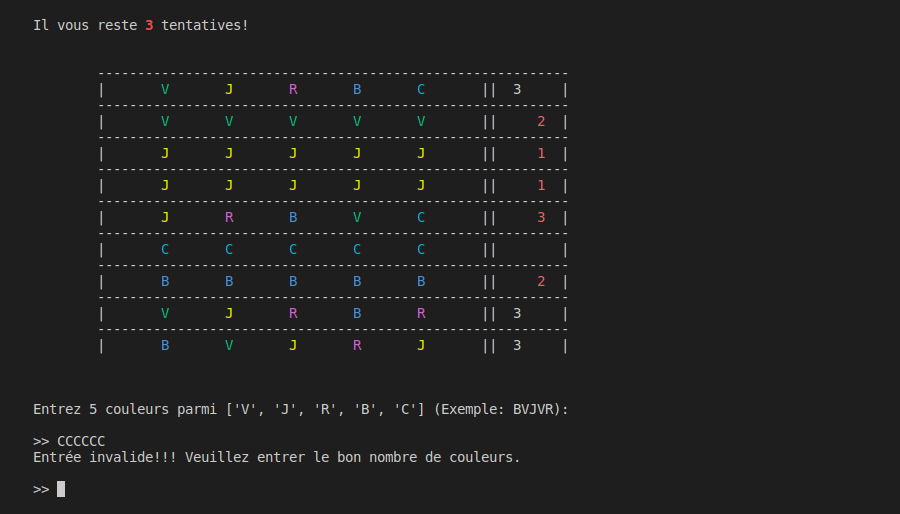 Il vous reste 3 tentatives!
-----------------------------------------------------------
| V J R B C || 3 |
-----------------------------------------------------------
| V V V V V || 2 |
-----------------------------------------------------------
| J J J J J || 1 |
-----------------------------------------------------------
| J J J J J || 1 |
-----------------------------------------------------------
| J R B V C || 3 |
-----------------------------------------------------------
| C C C C C || |
-----------------------------------------------------------
| B B B B B || 2 |
-----------------------------------------------------------
| V J R B R || 3 |
-----------------------------------------------------------
| B V J R J || 3 |
Entrez 5 couleurs parmi ['V', 'J', 'R', 'B', 'C'] (Exemple: BVJVR):
>> CCCCCC
Entrée invalide!!! Veuillez entrer le bon nombre de couleurs.
>>